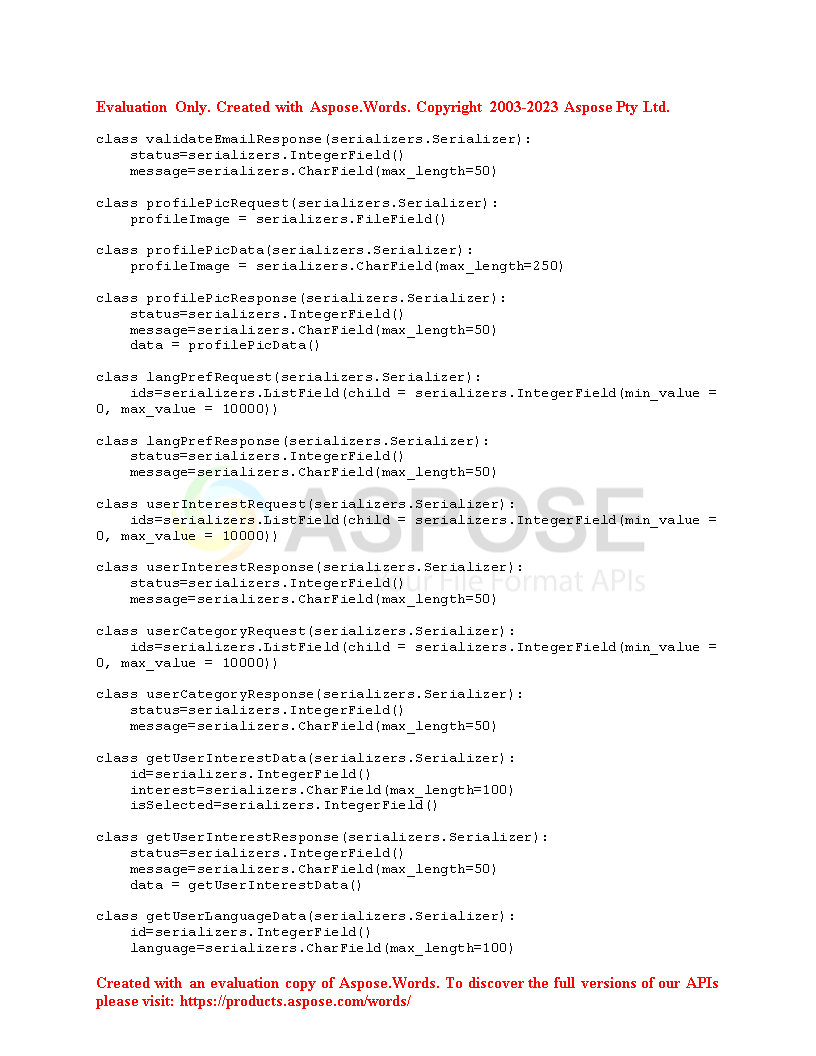 Evaluation Only. Created with Aspose.Words. Copyright 2003-2023 Aspose Pty Ltd.
class validateEmailResponse(serializers.Serializer):
    status=serializers.IntegerField()
    message=serializers.CharField(max_length=50)
class profilePicRequest(serializers.Serializer):
    profileImage = serializers.FileField()
class profilePicData(serializers.Serializer):
    profileImage = serializers.CharField(max_length=250)
class profilePicResponse(serializers.Serializer):
    status=serializers.IntegerField()
    message=serializers.CharField(max_length=50)
    data = profilePicData()
class langPrefRequest(serializers.Serializer):
    ids=serializers.ListField(child = serializers.IntegerField(min_value =
0, max_value = 10000))
class langPrefResponse(serializers.Serializer):
    status=serializers.IntegerField()
    message=serializers.CharField(max_length=50)
class userInterestRequest(serializers.Serializer):
    ids=serializers.ListField(child = serializers.IntegerField(min_value =
0, max_value = 10000))
ASPOSE
class userInterestResponse(serializers.Serializer):
    status=serializers.IntegerField()
Your File Format APIs
    message=serializers.CharField(max_length=50)
class userCategoryRequest(serializers.Serializer):
    ids=serializers.ListField(child = serializers.IntegerField(min_value =
0, max_value = 10000))
class userCategoryResponse(serializers.Serializer):
    status=serializers.IntegerField()
    message=serializers.CharField(max_length=50)
class getUserInterestData(serializers.Serializer):
    id=serializers.IntegerField()
    interest=serializers.CharField(max_length=100)
    isSelected=serializers.IntegerField()
class getUserInterestResponse(serializers.Serializer):
    status=serializers.IntegerField()
    message=serializers.CharField(max_length=50)
    data = getUserInterestData()
class getUserLanguageData(serializers.Serializer):
    id=serializers.IntegerField()
    language=serializers.CharField(max_length=100)
Created with an evaluation copy of Aspose.Words. To discover the full versions of our APIs
please visit: https://products.aspose.com/words/